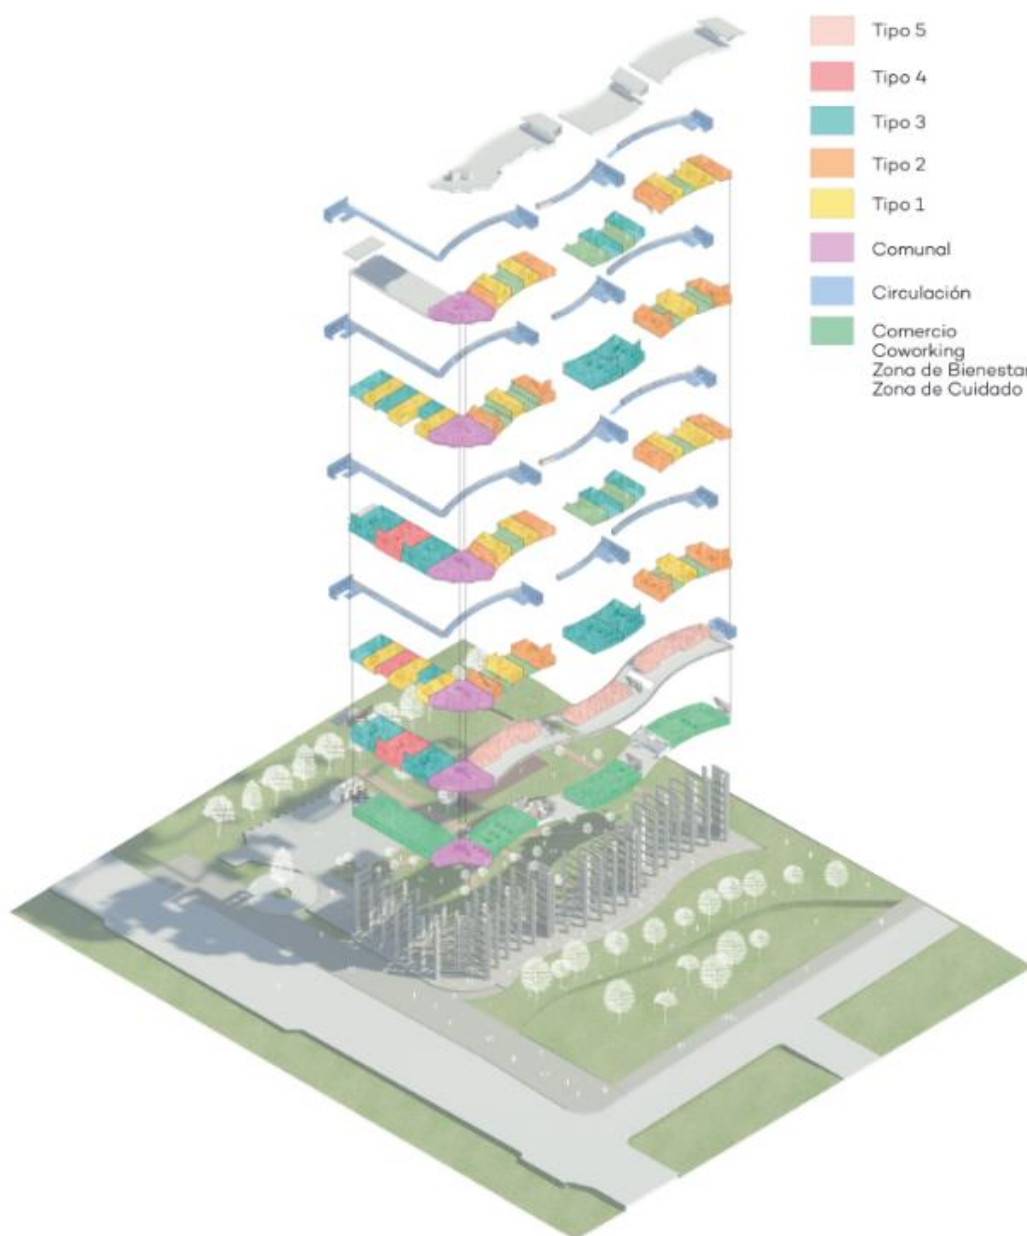 Tipo 5
Tipo 4
Tipo 3
Tipo 2
Tipo 1
Comunal
Circulación
Comercio
Coworking
Zona de Bienestar
Zona de Cuidado